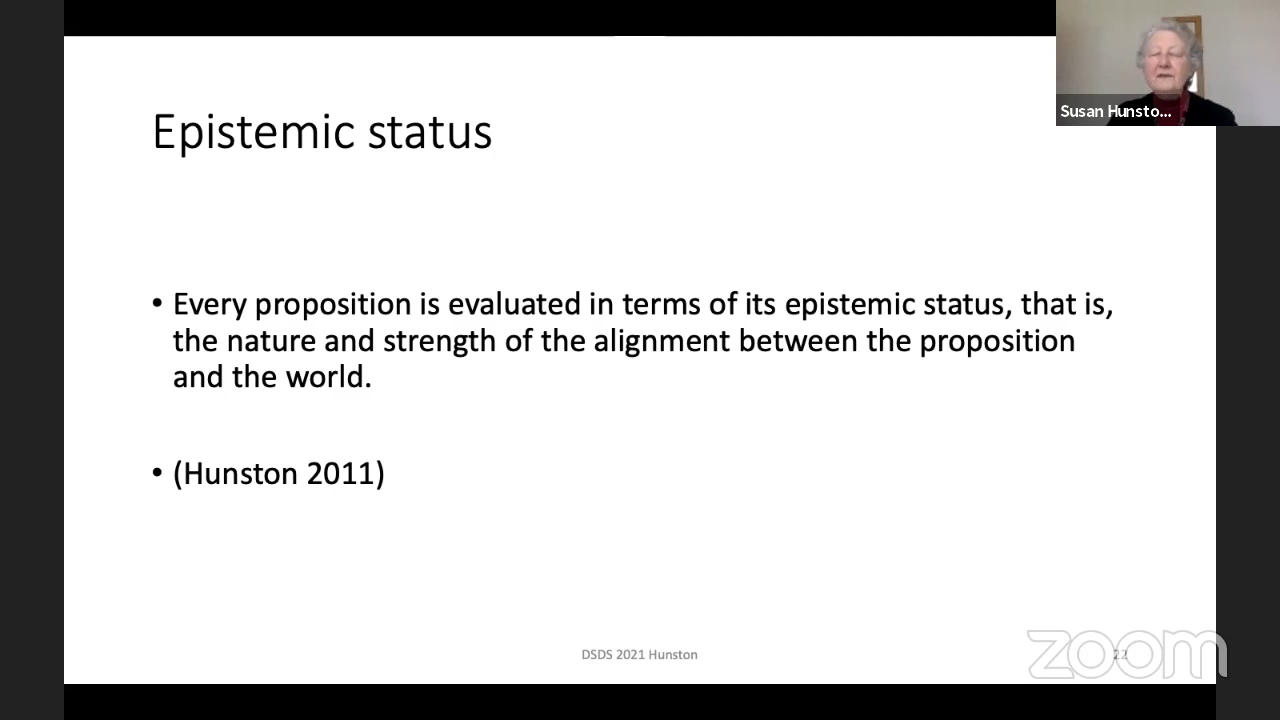 Susan Hunsto...
Epistemic status
• Every proposition is evaluated in terms of its epistemic status, that is,
the nature and strength of the alignment between the proposition
and the world.
• (Hunston 2011)
DSDS 2021 Hunston
22
zoom